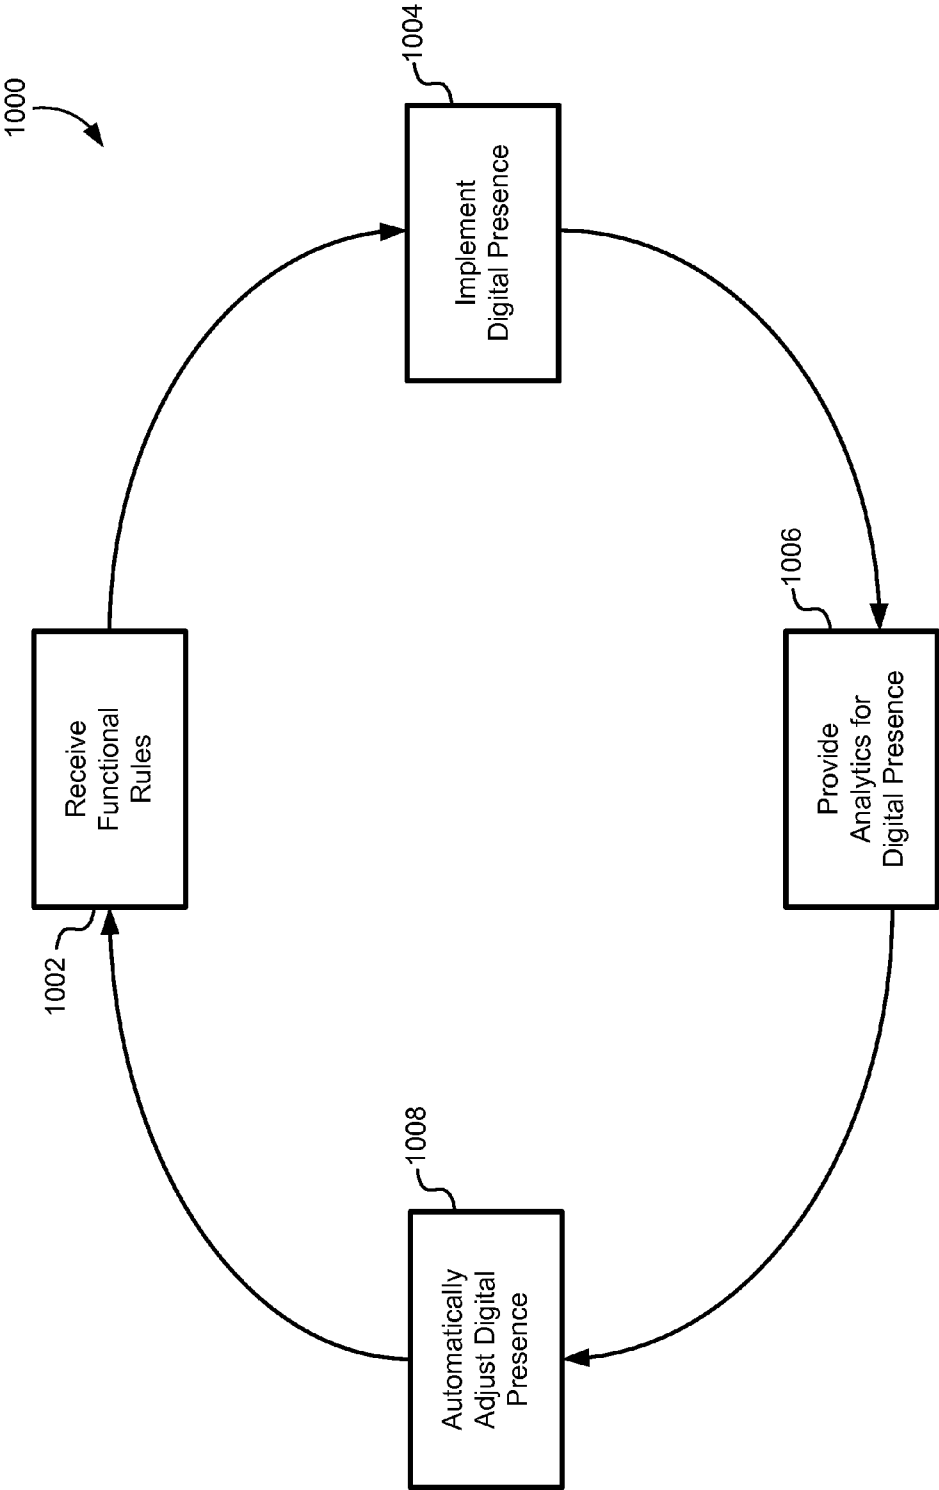 1000
1002
Receive
Functional
Rules
1004
Implement
Digital Presence
1006
Provide
Analytics for
Digital Presence
1008
Automatically
Adjust Digital
Presence